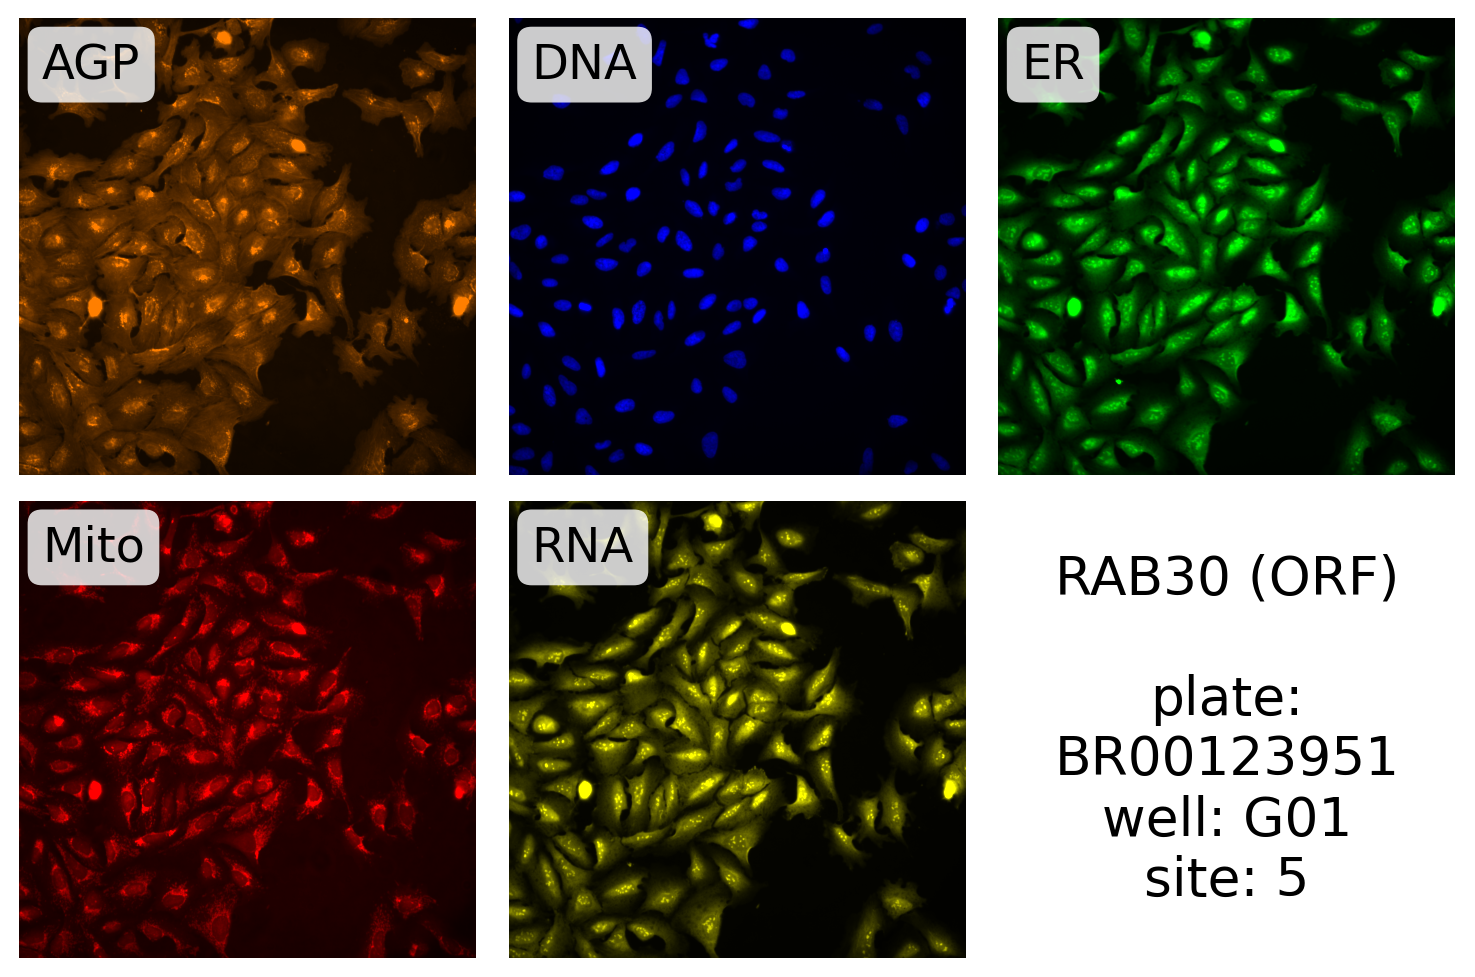 AGP
DNA
ER
Mito
RNA
RAB30 (ORF)
plate:
BR00123951
well: G01
site: 5